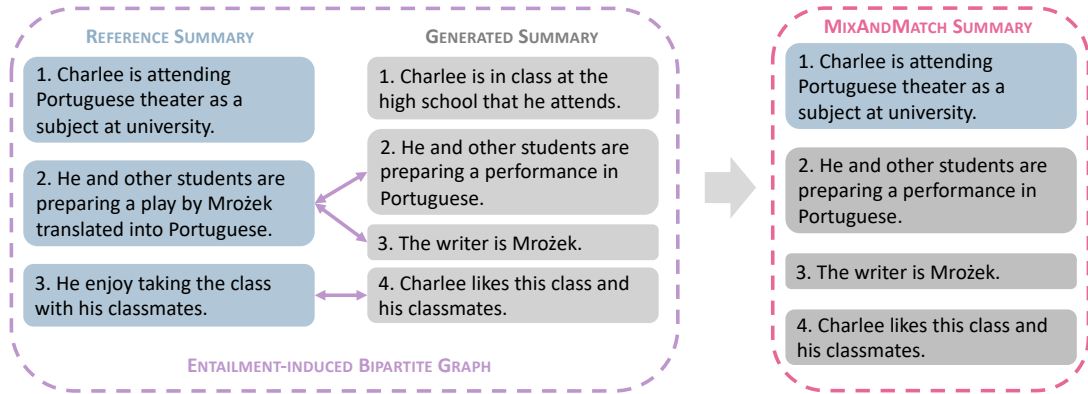 REFERENCE SUMMARY
1. Charlee is attending
Portuguese theater as a
subject at university.
2. He and other students are
preparing a play by Mrożek
translated into Portuguese.
3. He enjoy taking the class
with his classmates.
GENERATED SUMMARY
1. Charlee is in class at the
high school that he attends.
2. He and other students are
preparing a performance in
Portuguese.
3. The writer is Mrożek.
4. Charlee likes this class and
his classmates.
ENTAILMENT-INDUCED BIPARTITE GRAPH
MIXANDMATCH SUMMARY
1. Charlee is attending
Portuguese theater as a
subject at university.
2. He and other students are
preparing a performance in
Portuguese.
3. The writer is Mrożek.
4. Charlee likes this class and
his classmates.